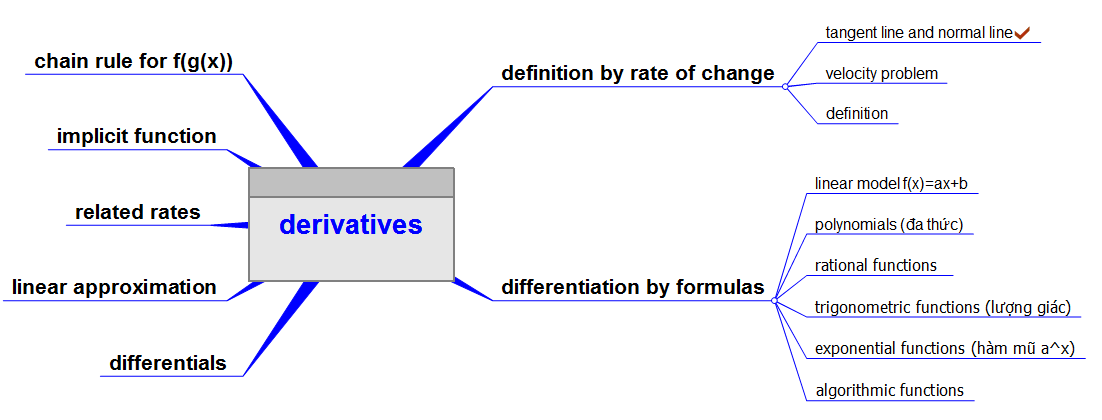 derivatives
definition by rate of change
tangent line and normal line
velocity problem
definition
differentiation by formulas
linear model f(x)=ax+b
polynomials (đa thức)
rational functions
trigonometric functions (lượng giác)
exponential functions (hàm mũ a^x)
algorithmic functions
chain rule for f(g(x))
implicit function
related rates
linear approximation
differentials